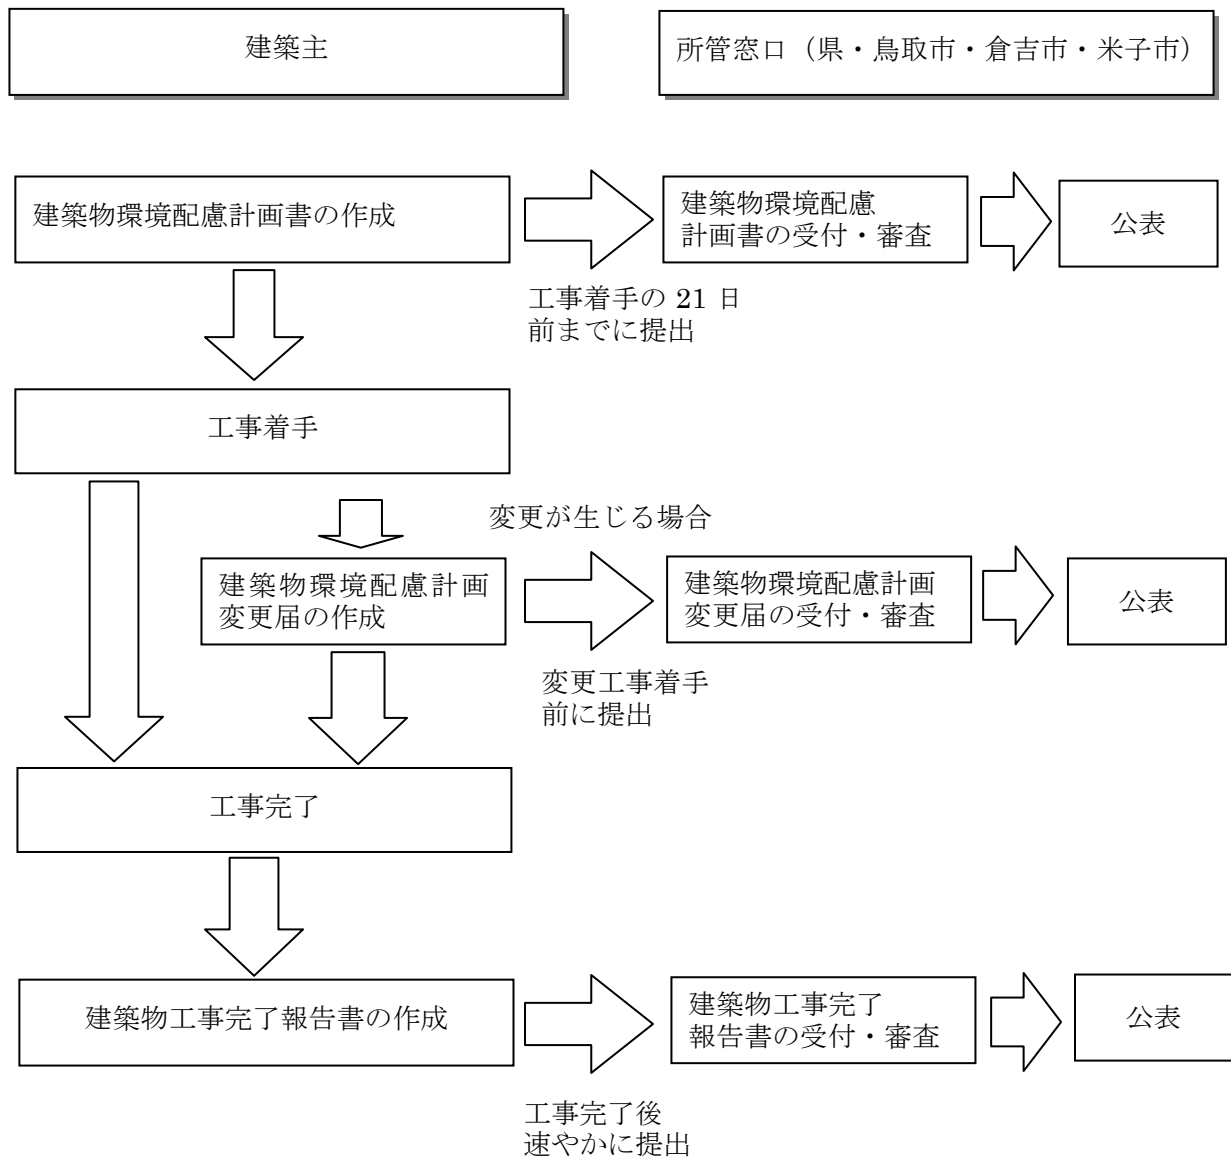 建築主
所管窓口（県・鳥取市・倉吉市・米子市）
建築物環境配慮計画書の作成
建築物環境配慮
計画書の受付・審査
公表
工事着手の 21 日
前までに提出
工事着手
変更が生じる場合
建築物環境配慮計画
変更届の作成
建築物環境配慮計画
変更届の受付・審査
公表
変更工事着手
前に提出
工事完了
建築物工事完了報告書の作成
建築物工事完了
報告書の受付・審査
公表
工事完了後
速やかに提出